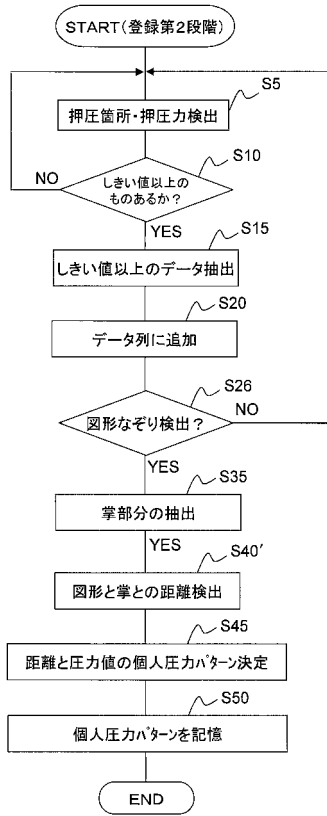 START(登録第2段階)
S5
押圧箇所・押圧力検出
S10
しきい値以上の
ものあるか?
NO
YES
S15
しきい値以上のデータ抽出
S20
データ列に追加
S26
図形なぞり検出?
NO
YES
S35
掌部分の抽出
YES
S40'
図形と掌との距離検出
S45
距離と圧力値の個人圧力パターン決定
S50
個人圧力パターンを記憶
END